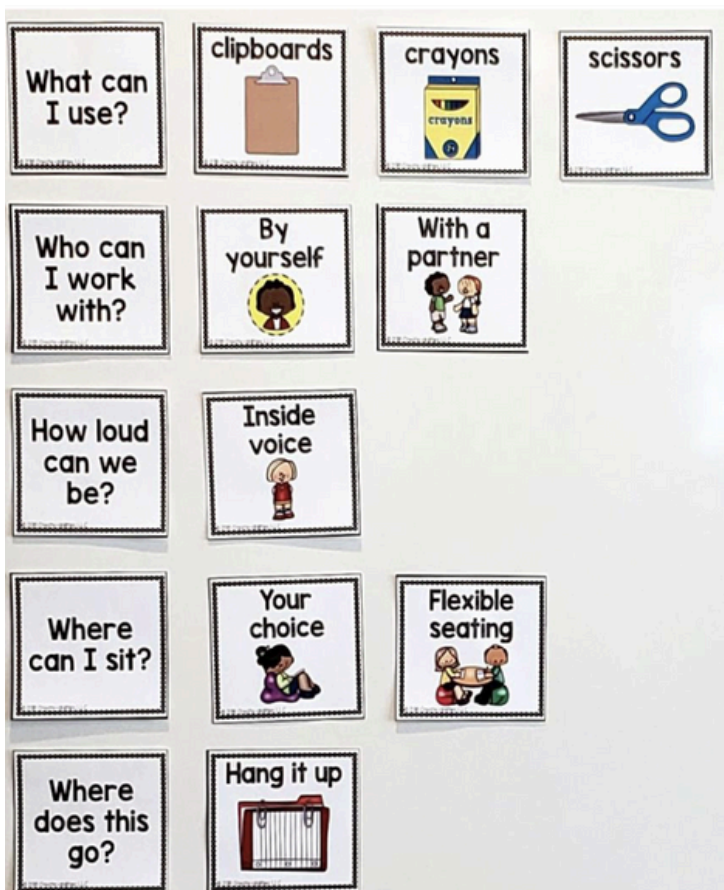 What can
I use?
clipboards
crayons
crayons
scissors
Who can
I work
with?
By
yourself
With a
partner
How loud
can we
be?
Inside
voice
Where
can I sit?
Your
choice
Flexible
seating
Where
does this
go?
Hang it up